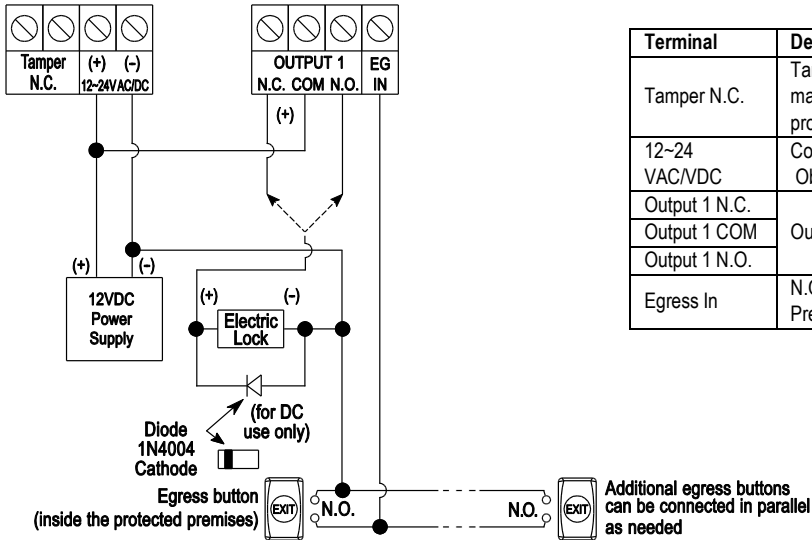 Tamper
N.C.
(+) (-)
12~24VAC/DC
OUTPUT 1
N.C. COM N.O.
EG
IN
(+)
(+)
(-)
12VDC
Power
Supply
(+)
(-)
Electric
Lock
(for DC
use only)
Diode
1N4004
Cathode
Egress button
(inside the protected premises)
EXIT
N.O.
N.O.
EXIT
Additional egress buttons
can be connected in parallel
as needed
Terminal
Tamper N.C.
12~24
VAC/VDC
Output 1 N.C.
Output 1 COM
Output 1 N.O.
Egress In